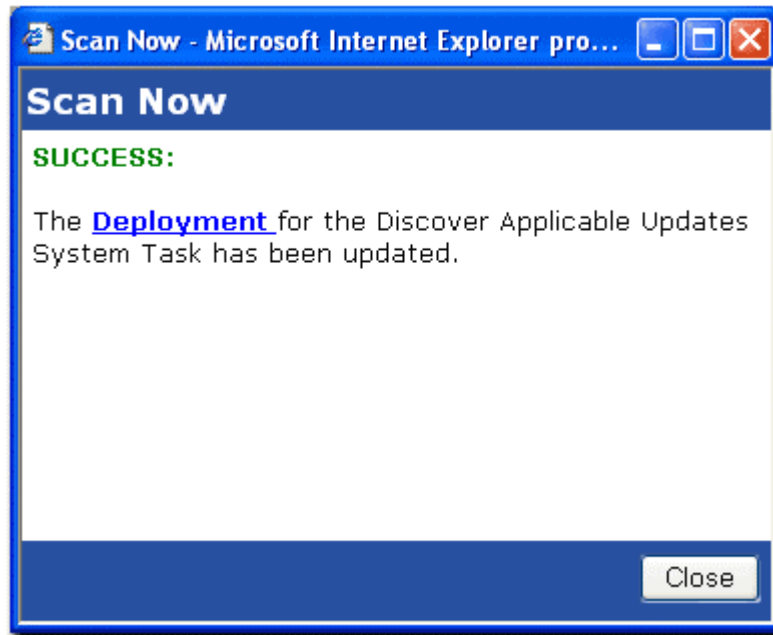 Scan Now - Microsoft Internet Explorer pro...
Scan Now
SUCCESS:
The Deployment for the Discover Applicable Updates
System Task has been updated.
Close